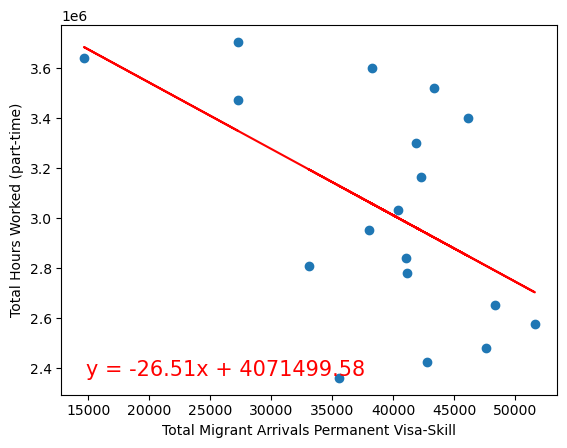 1e6
3.6
3.4
3.2
3.0
2.8
2.6
2.4
Total Hours Worked (part-time)
y = -26.51x + 4071499.58
15000 20000 25000 30000 35000 40000 45000 50000
Total Migrant Arrivals Permanent Visa-Skill